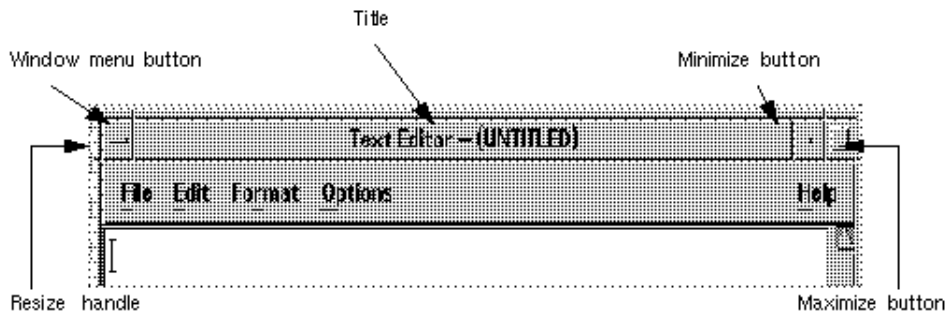 Title
Window menu button Minimize button
Text Editor – (UNTITLED)
File Edit Format Options Help
Resize handle Maximize button